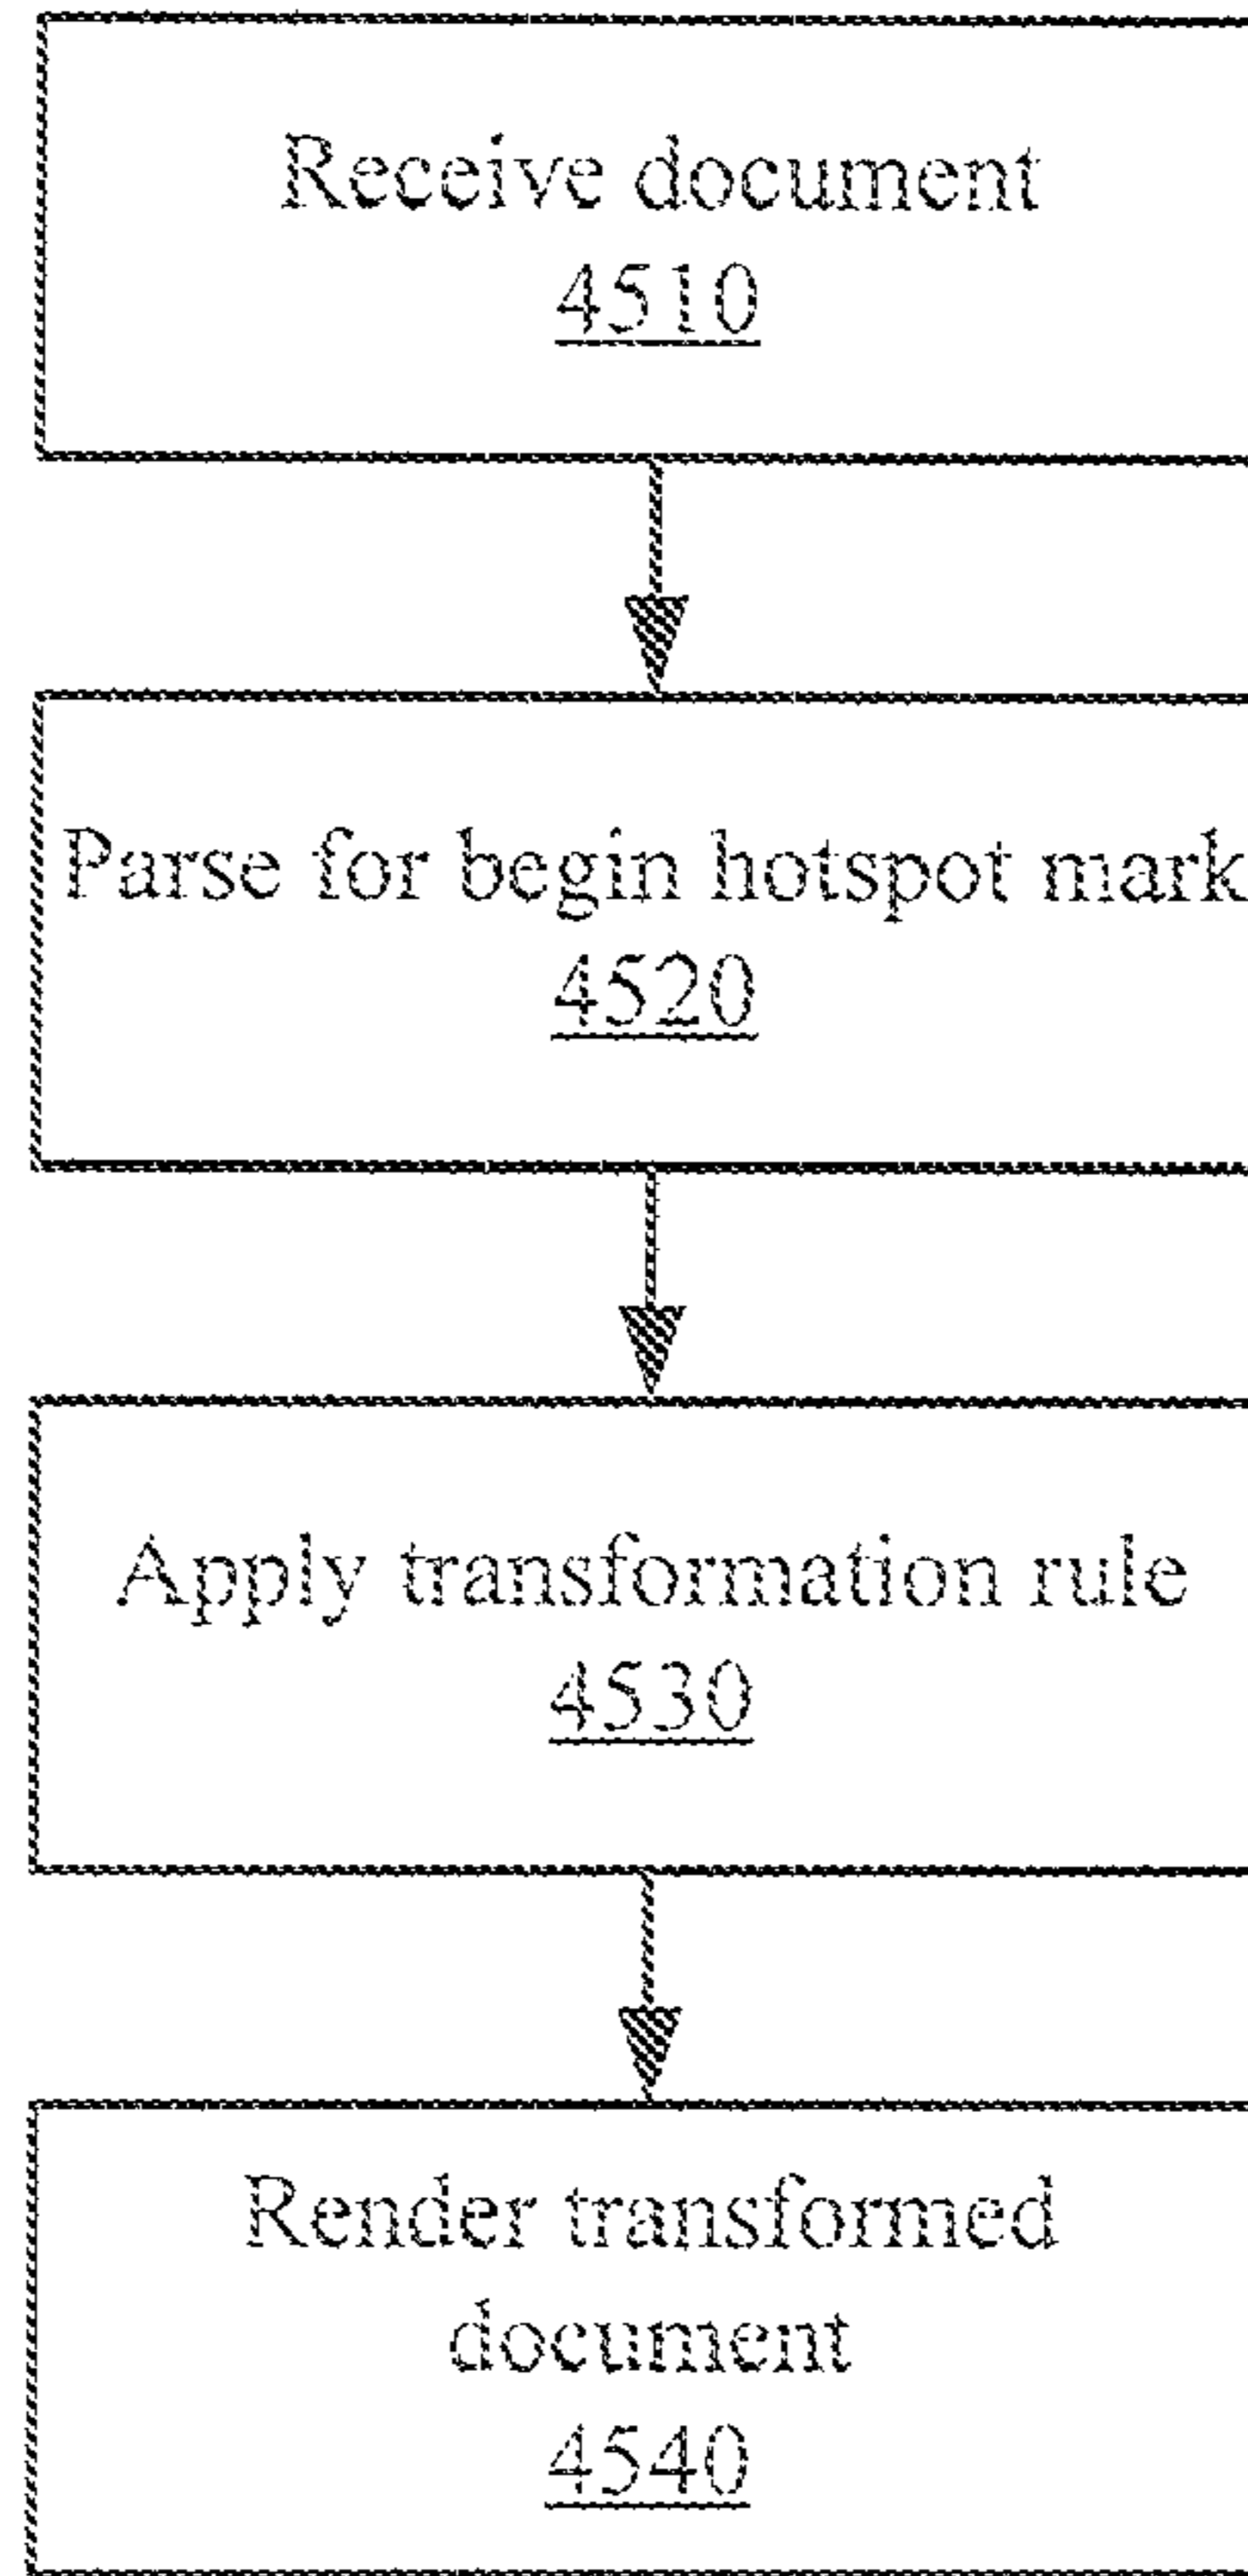 Receive document
4510
Parse for begin hotspot mark
4520
Apply transformation rule
4530
Render transformed
document
4540